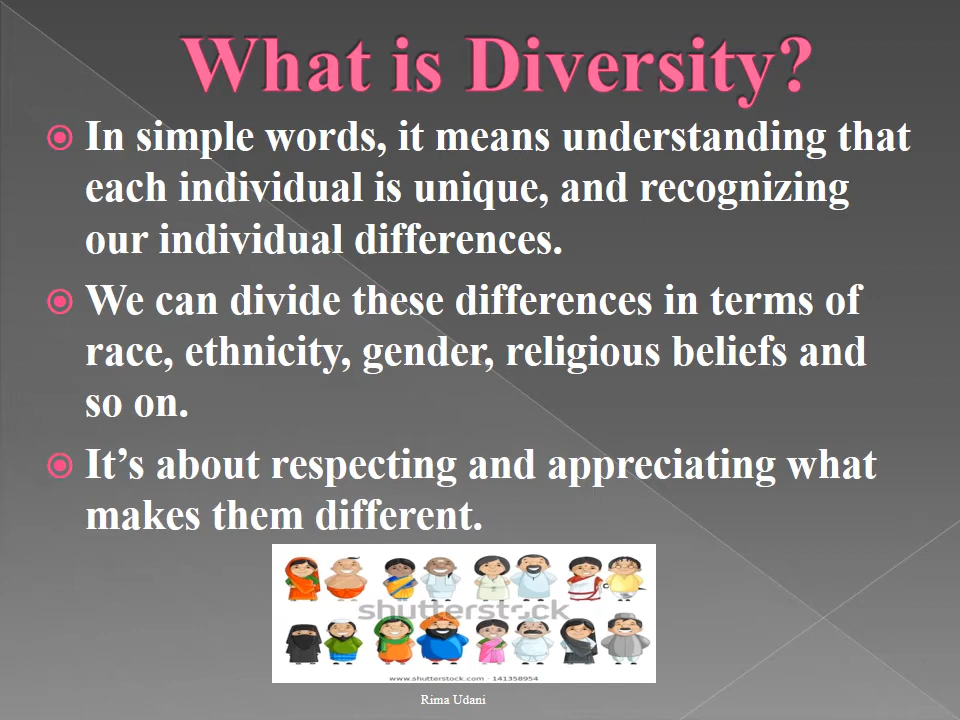 What is Diversity?
In simple words, it means understanding that
each individual is unique, and recognizing
our individual differences.
We can divide these differences in terms of
race, ethnicity, gender, religious beliefs and
so on.
It’s about respecting and appreciating what
makes them different.
shutterstock
www.shutterstock.com · 141358954
Rima Udani